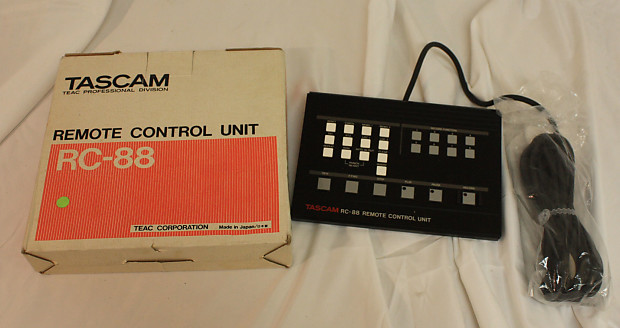 TASCAM
TEAC PROFESSIONAL DIVISION
REMOTE CONTROL UNIT
RC-88
TEAC CORPORATION Made in Japan
TASCAM RC-88 REMOTE CONTROL UNIT